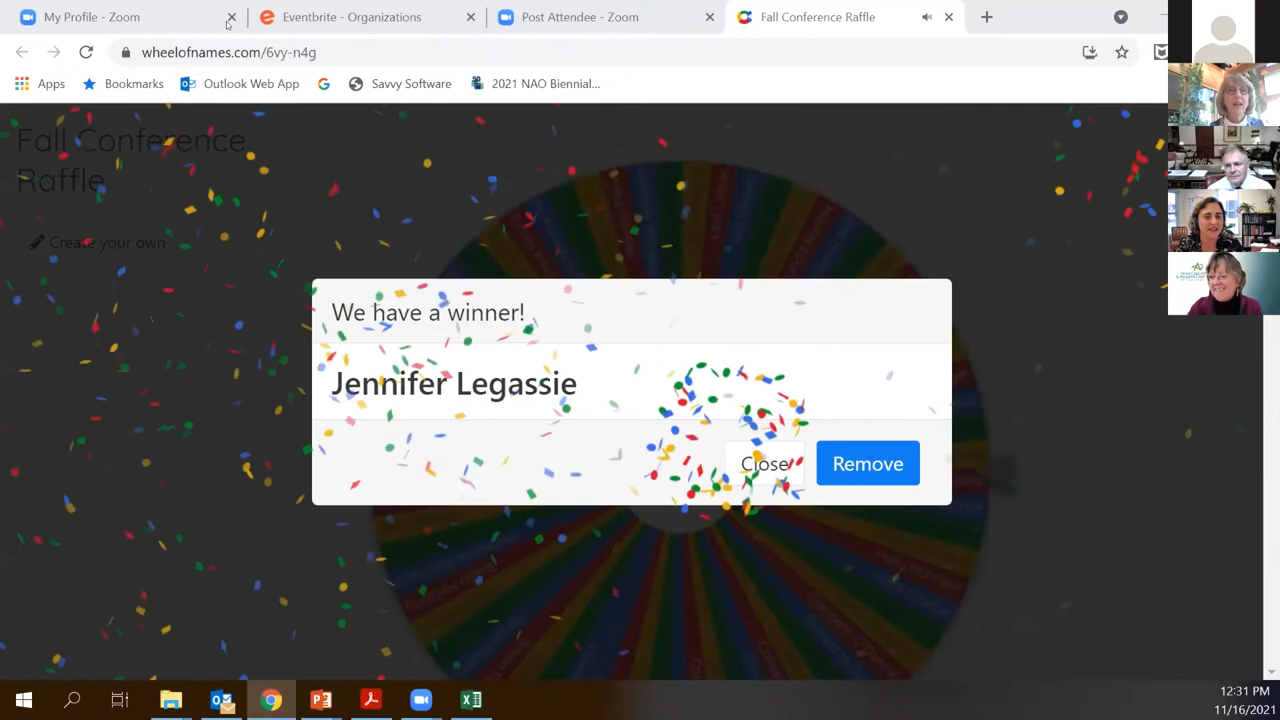 My Profile - Zoom
Eventbrite - Organizations
Post Attendee - Zoom
Fall Conference Raffle
wheelofnames.com/6vy-n4g
Apps
Bookmarks
Outlook Web App
Savvy Software
2021 NAO Biennial...
Fall Conference
Raffle
Create your own
We have a winner!
Jennifer Legassie
Close
Remove
12:31 PM
11/16/2021